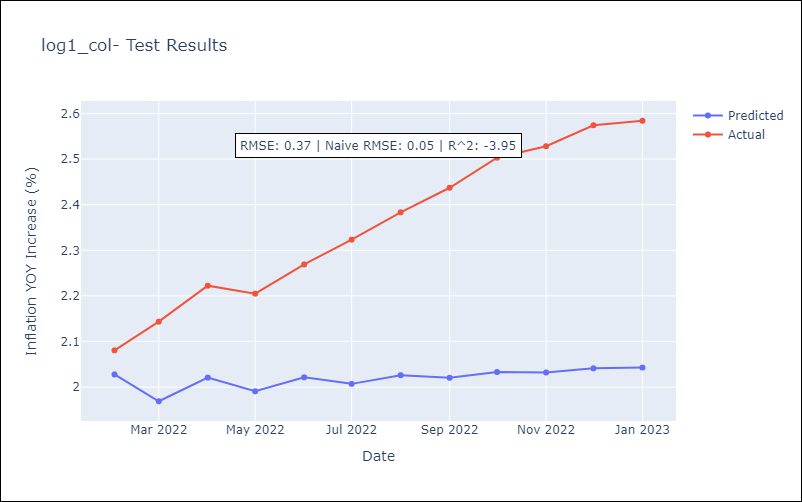 log1_col- Test Results
Predicted
Actual
RMSE: 0.37 | Naive RMSE: 0.05 | R^2: -3.95
Inflation YOY Increase (%)
2.6
2.5
2.4
2.3
2.2
2.1
2
Mar 2022
May 2022
Jul 2022
Sep 2022
Nov 2022
Jan 2023
Date